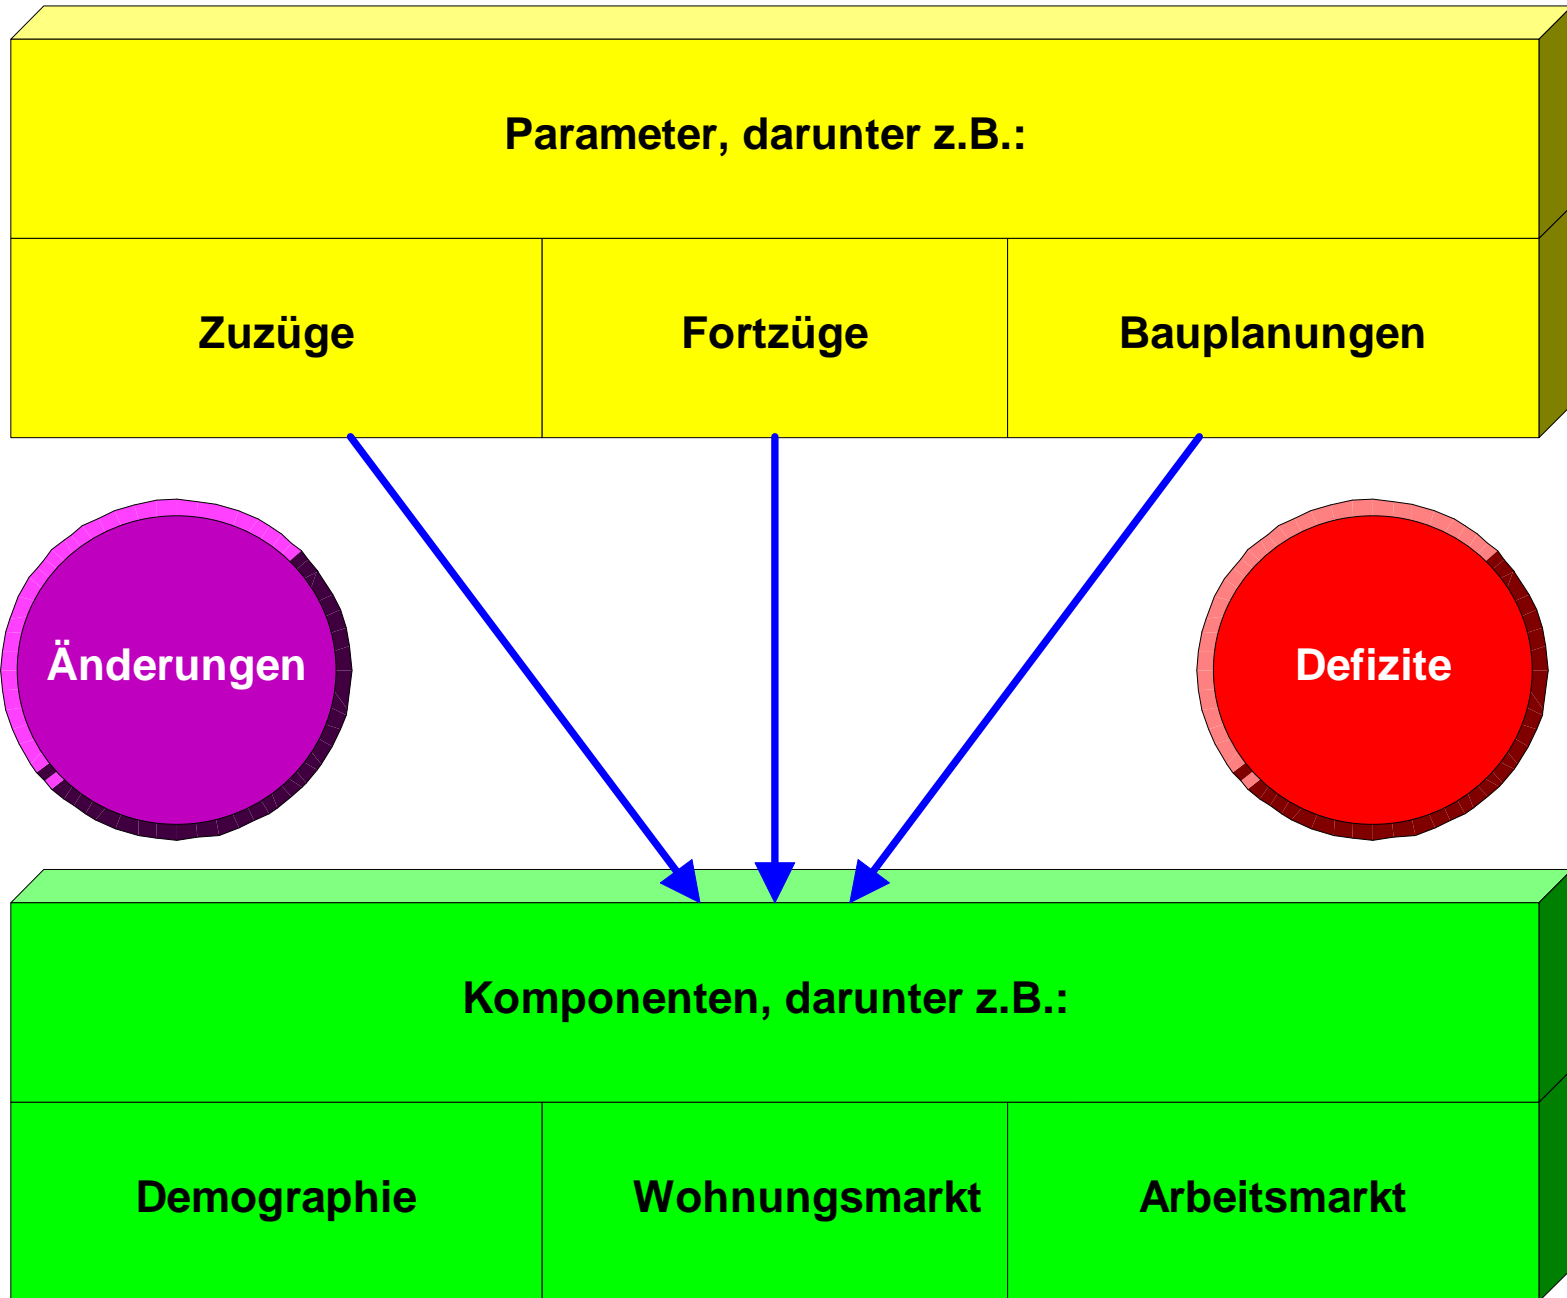 Parameter, darunter z.B.:
Zuzüge
Fortzüge
Bauplanungen
Änderungen
Defizite
Komponenten, darunter z.B.:
Demographie
Wohnungsmarkt
Arbeitsmarkt